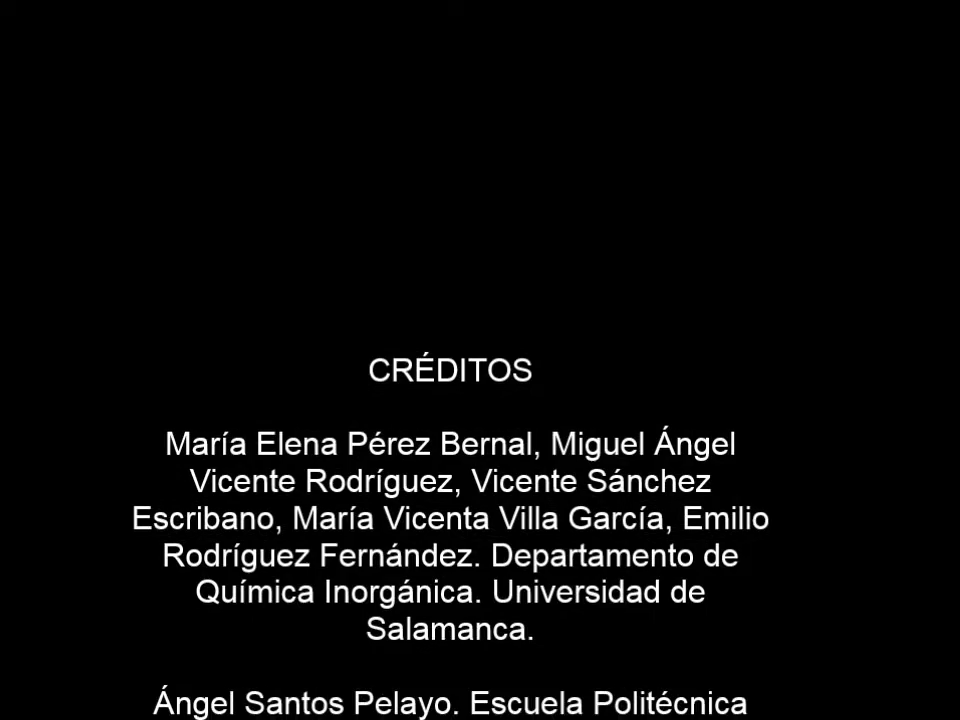 CRÉDITOS
María Elena Pérez Bernal, Miguel Ángel
Vicente Rodríguez, Vicente Sánchez
Escribano, María Vicenta Villa García, Emilio
Rodríguez Fernández. Departamento de
Química Inorgánica. Universidad de
Salamanca.
Ángel Santos Pelayo. Escuela Politécnica